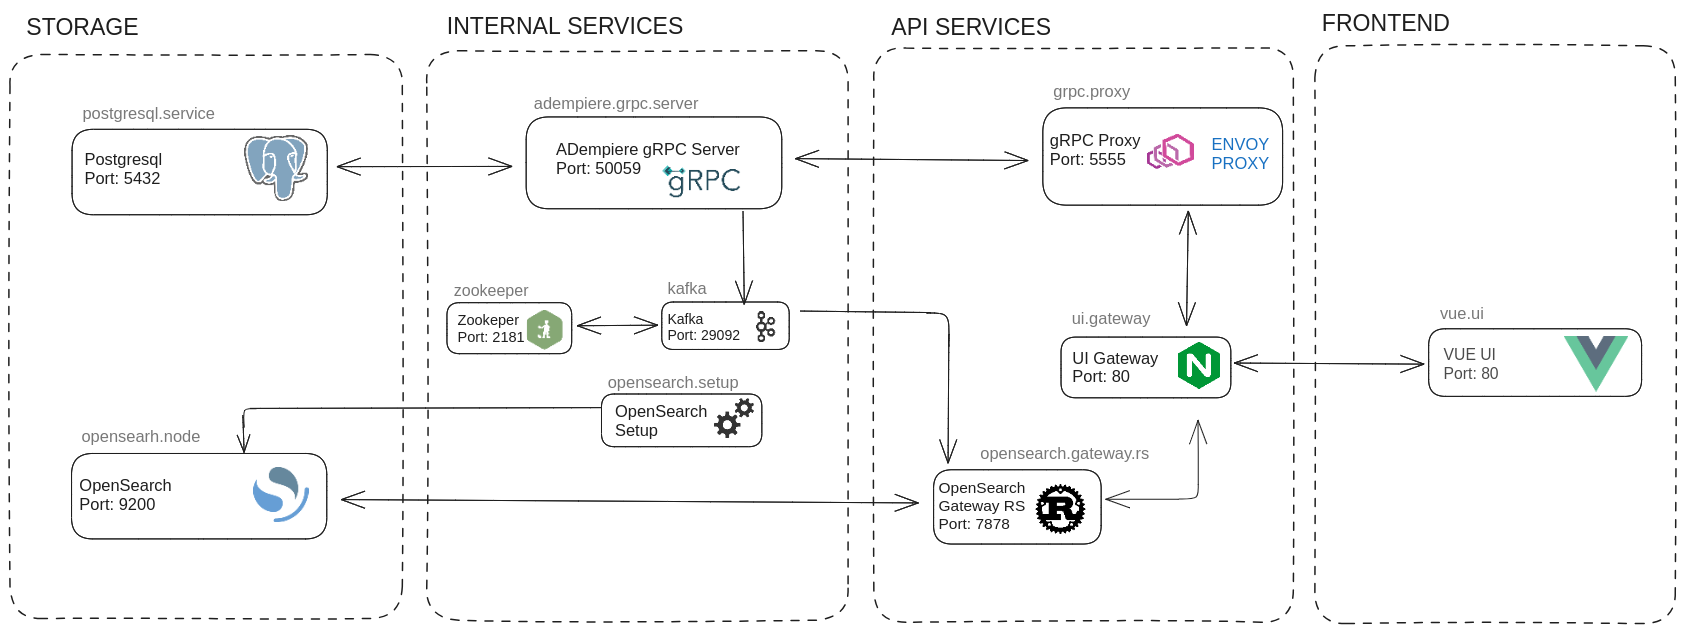 STORAGE
INTERNAL SERVICES
API SERVICES
FRONTEND
postgresql.service
Postgresql
Port: 5432
adempiere.grpc.server
ADempiere gRPC Server
Port: 50059
gRPC
grpc.proxy
gRPC Proxy
Port: 5555
ENVOY
PROXY
zookeeper
Zookeper
Port: 2181
kafka
Kafka
Port: 29092
ui.gateway
UI Gateway
Port: 80
N
vue.ui
VUE UI
Port: 80
opensearch.setup
OpenSearch
Setup
opensearh.node
OpenSearch
Port: 9200
opensearch.gateway.rs
OpenSearch
Gateway RS
Port: 7878
R